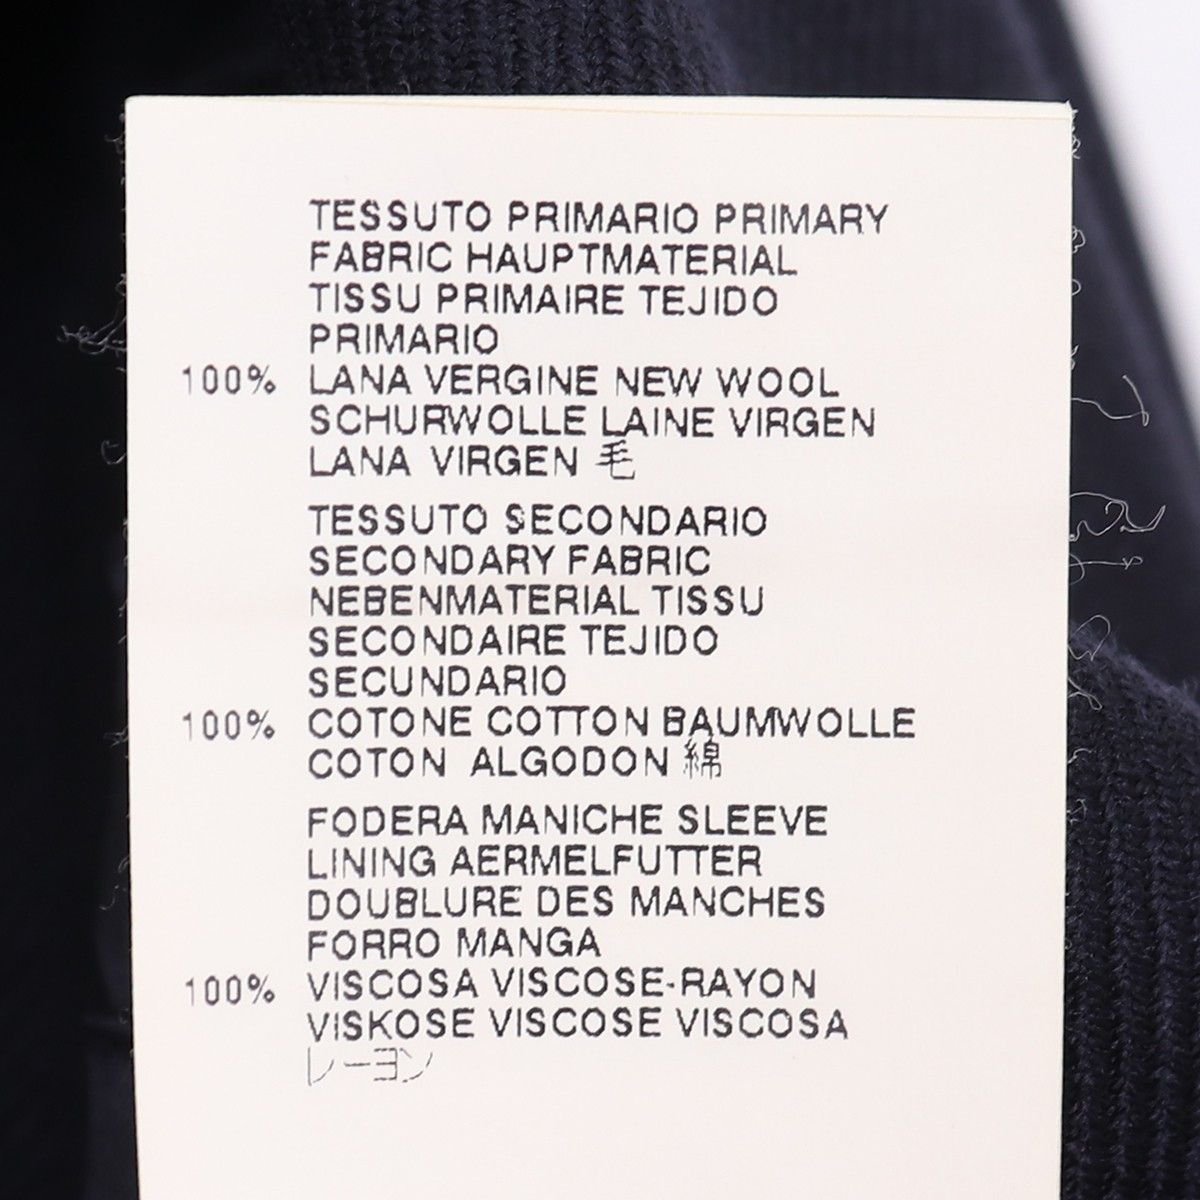 TESSUTO PRIMARIO PRIMARY
FABRIC HAUPTMATERIAL
TISSU PRIMAIRE TEJIDO
PRIMARIO
100% LANA VERGINE NEW WOOL
SCHURWOLLE LAINE VIRGEN
LANA VIRGEN 毛
TESSUTO SECONDARIO
SECONDARY FABRIC
NEBENMATERIAL TISSU
SECONDAIRE TEJIDO
SECUNDARIO
100% COTONE COTTON BAUMWOLLE
COTON ALGODON 綿
FODERA MANICHE SLEEVE
LINING AERMELFUTTER
DOUBLURE DES MANCHES
FORRO MANGA
100% VISCOSA VISCOSE-RAYON
VISKOSE VISCOSE VISCOSA
レーヨン